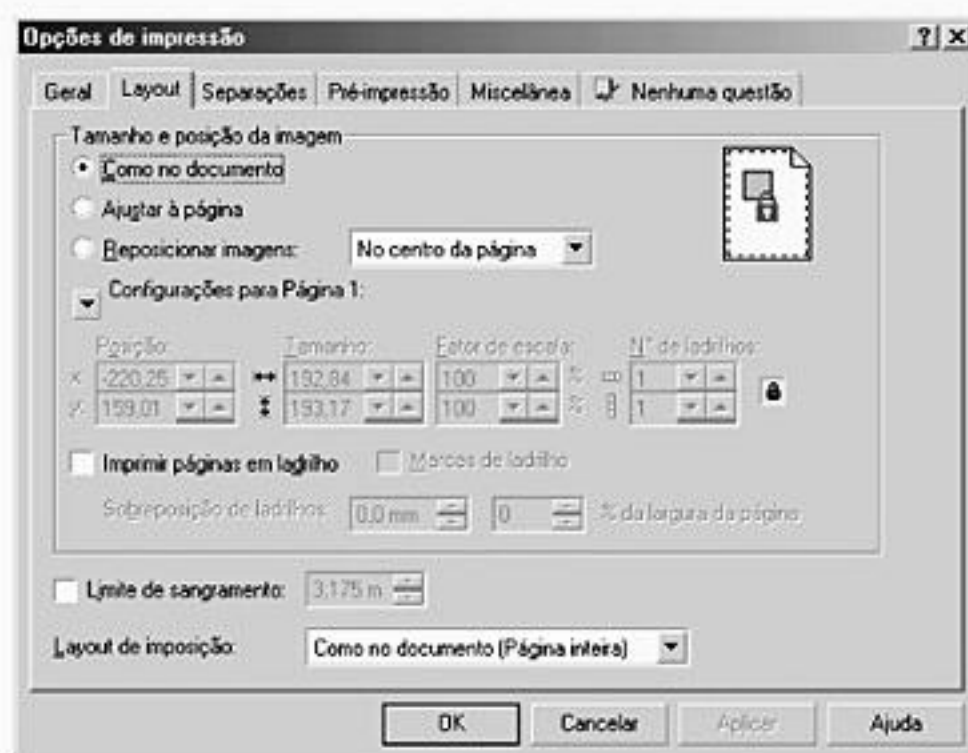 Opções de impressão
Geral Layout Separações Pré-impressão Miscelânea Nenhuma questão
Tamanho e posição da imagem
Como no documento
Ajustar à página
Reposicionar imagens: No centro da página
Configurações para Página 1:
Posição: Tamanho: Fator de escala: N° de ladrilhos:
x: -220,25 192,84 100 % 1
y: 159,01 193,17 100 % 1
Imprimir páginas em ladrilho Marcas de ladrilho
Sobreposição de ladrilhos: 0,0 mm 0 % da largura da página
Limite de sangramento: 3,175 m
Layout de imposição: Como no documento (Página inteira)
OK Cancelar Aplicar Ajuda